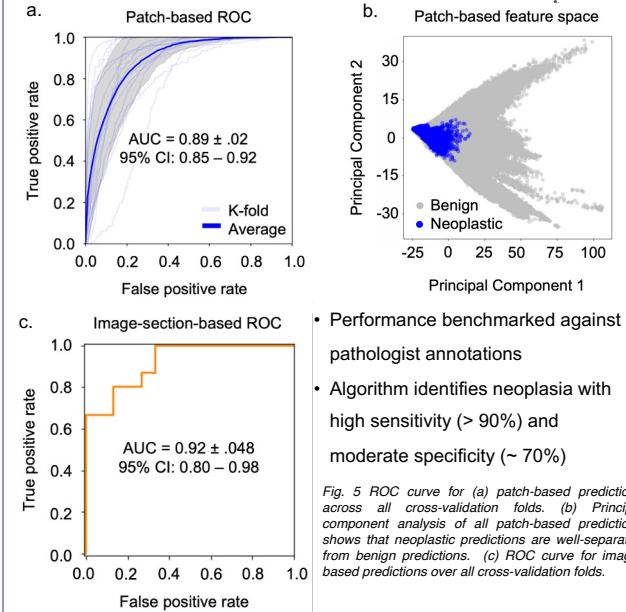 a.
Patch-based ROC
True positive rate
1.0
0.8
0.6
0.4
0.2
0.0
AUC = 0.89 ± .02
95% CI: 0.85 – 0.92
K-fold
Average
0.0 0.2 0.4 0.6 0.8 1.0
False positive rate
b.
Patch-based feature space
Principal Component 2
30
15
0
-15
-30
Benign
Neoplastic
-25 0 25 50 75 100
Principal Component 1
c.
Image-section-based ROC
True positive rate
1.0
0.8
0.6
0.4
0.2
0.0
AUC = 0.92 ± .048
95% CI: 0.80 – 0.98
0.0 0.2 0.4 0.6 0.8 1.0
False positive rate
• Performance benchmarked against
pathologist annotations
• Algorithm identifies neoplasia with
high sensitivity (> 90%) and
moderate specificity (~ 70%)
Fig. 5 ROC curve for (a) patch-based
across all cross-validation folds. (b)
component analysis of all patch-based
shows that neoplastic predictions are
from benign predictions. (c) ROC curve for
based predictions over all cross-validation folds.